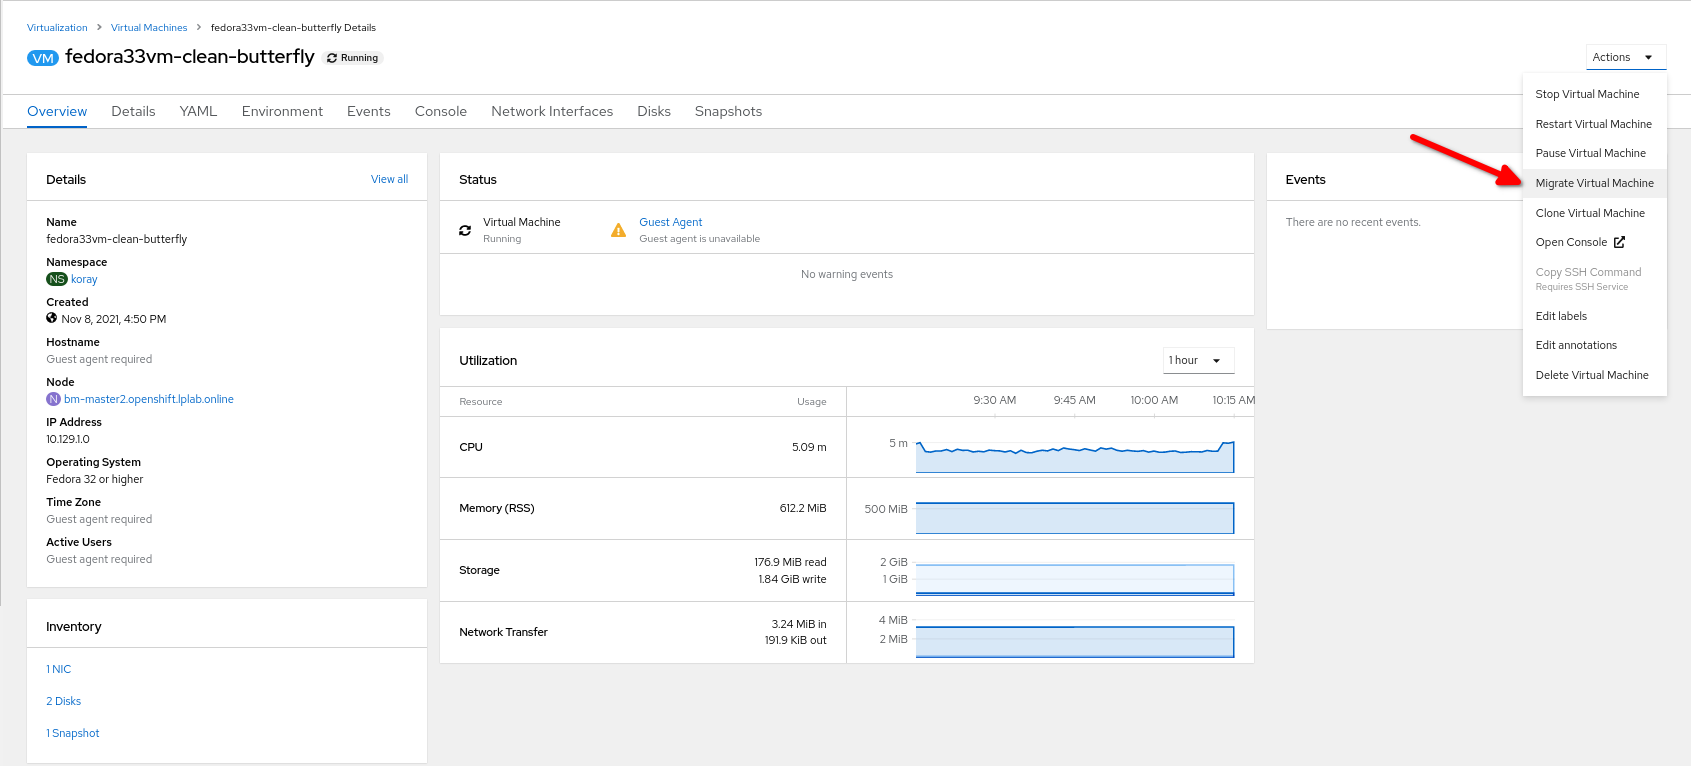 Virtualization > Virtual Machines > fedora33vm-clean-butterfly Details
VM fedora33vm-clean-butterfly Running
Actions
Stop Virtual Machine
Restart Virtual Machine
Pause Virtual Machine
Migrate Virtual Machine
Clone Virtual Machine
Open Console
Copy SSH Command
Requires SSH Service
Edit labels
Edit annotations
Delete Virtual Machine
Overview Details YAML Environment Events Console Network Interfaces Disks Snapshots
Details View all
Name
fedora33vm-clean-butterfly
Namespace
NS koray
Created
Nov 8, 2021, 4:50 PM
Hostname
Guest agent required
Node
N bm-master2.openshift.lplab.online
IP Address
10.129.1.0
Operating System
Fedora 32 or higher
Time Zone
Guest agent required
Active Users
Guest agent required
Inventory
1 NIC
2 Disks
1 Snapshot
Status
Virtual Machine
Running
Guest Agent
Guest agent is unavailable
No warning events
Utilization 1 hour
Resource Usage 9:30 AM 9:45 AM 10:00 AM 10:15 AM
CPU 5.09 m 5 m
Memory (RSS) 612.2 MiB 500 MiB
Storage
176.9 MiB read
1.84 GiB write
2 GiB
1 GiB
Network Transfer
3.24 MiB in
191.9 KiB out
4 MiB
2 MiB
Events
There are no recent events.